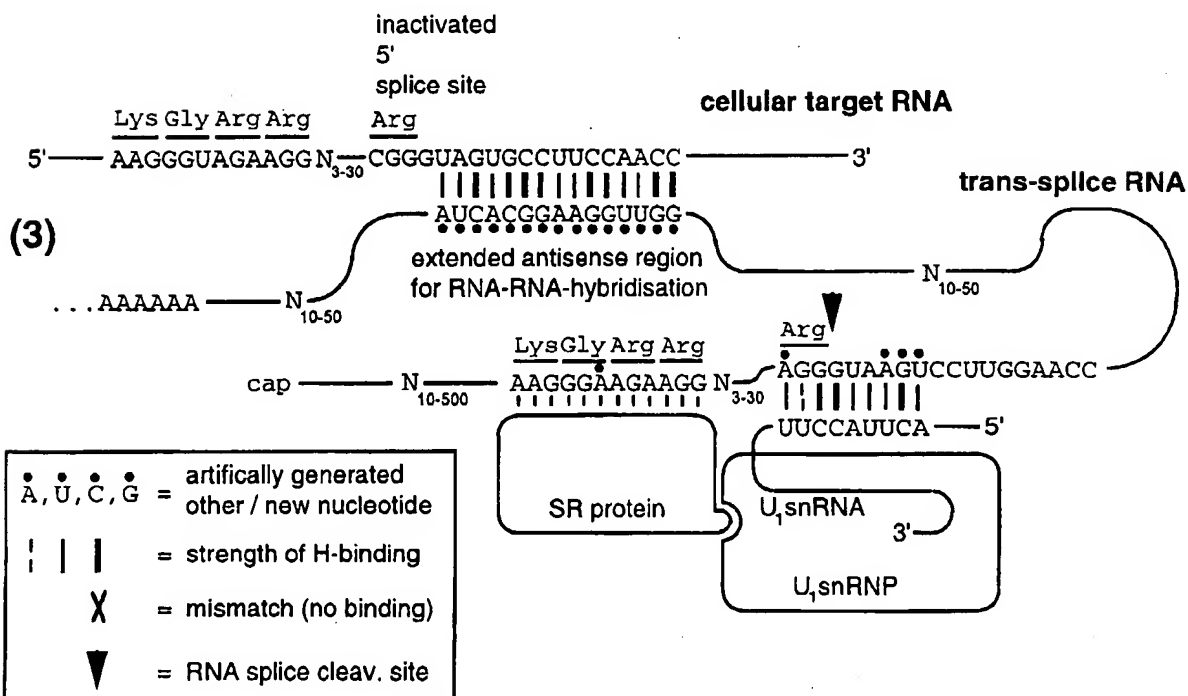 inactivated
5'
splice site
cellular target RNA
Lys Gly Arg Arg
Arg
5'
AAGGGUAGAAGG N3-30 CGGGUAGUGCCUUCCAACC
3'
trans-splice RNA
(3)
AUCACGGAAGGUUGG
extended antisense region
for RNA-RNA-hybridisation
N10-50
...AAAAAA N10-50
Arg
Lys Gly Arg Arg
cap N10-500 AAGGGAAGAAGG N3-30 AGGGUAAGUCCUUGGAACC
UUCCAUUCA 5'
SR protein
U1snRNA
3'
U1snRNP
A, U, C, G = artifically generated
other / new nucleotide
= strength of H-binding
X = mismatch (no binding)
= RNA splice cleav. site